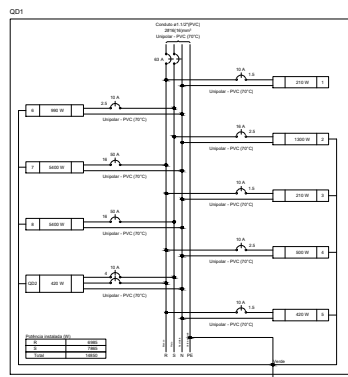 QD1
Conduto ø1.1/2"(PVC)
2#16(16)mm²
Unipolar - PVC (70°C)
63 A
10 A
1.5
210 W 1
Unipolar - PVC (70°C)
10 A
2.5
6 990 W
Unipolar - PVC (70°C)
16 A
2.5
1300 W 2
Unipolar - PVC (70°C)
50 A
16
7 5400 W
Unipolar - PVC (70°C)
10 A
1.5
210 W 3
Unipolar - PVC (70°C)
50 A
16
8 5400 W
Unipolar - PVC (70°C)
10 A
2.5
500 W 4
Unipolar - PVC (70°C)
10 A
4
QD2 420 W
Unipolar - PVC (70°C)
10 A
1.5
420 W 5
Unipolar - PVC (70°C)
Potência instalada (W)
R
S
Total
R S N PE
Verde